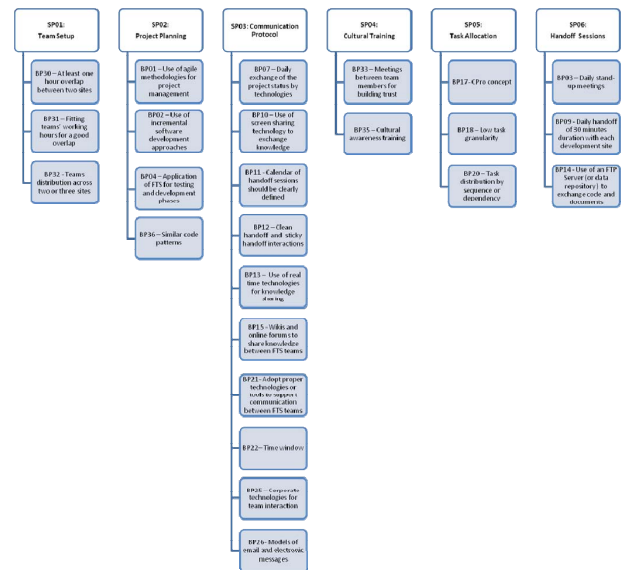 SP01:
Team Setup
BP30 – At least one
hour overlap
between two sites
BP31 – Fitting
teams' working
hours for a good
overlap
BP32 - Teams
distribution across
two or three sites
SP02:
Project Planning
BP01 – Use of agile
methodologies for
project
management
BP02 – Use of
incremental
software
development
approaches
BP04 – Application
of FTS for testing
and development
phases
BP36 – Similar code
patterns
SP03: Communication
Protocol
BP07 – Daily
exchange of the
project status by
technologies
BP10 – Use of
screen sharing
technology to
exchange
knowledge
BP11 - Calendar of
handoff sessions
should be clearly
defined
BP12 – Clean
handoff and sticky
handoff interactions
BP13 – Use of real
time technologies
for knowledge
sharing
BP15 - Wikis and
online forums to
share knowledge
between FTS teams
BP21 - Adopt proper
technologies or
tools to support
communication
between FTS teams
BP22 – Time window
– Corporate
technologies for
team interaction
BP26 - Models of
email and electronic
messages
SP04:
Cultural Training
BP33 – Meetings
between team
members for
building trust
BP35 – Cultural
awareness training
SP05:
Task Allocation
BP17 - CPro concept
BP18 – Low task
granularity
BP20 – Task
distribution by
sequence or
dependency
SP06:
Handoff Sessions
BP03 – Daily stand-
up meetings
BP09 - Daily handoff
of 30 minutes
duration with each
development site
BP14 - Use of an FTP
Server (or data
repository) to
exchange code and
documents